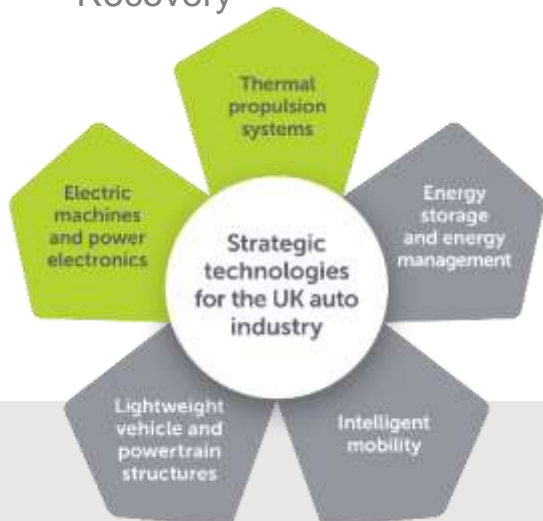 Recovery
Thermal
propulsion
systems
Electric
machines
and power
electronics
Energy
storage
and energy
management
Strategic
technologies
for the UK auto
industry
Lightweight
vehicle and
powertrain
structures
Intelligent
mobility